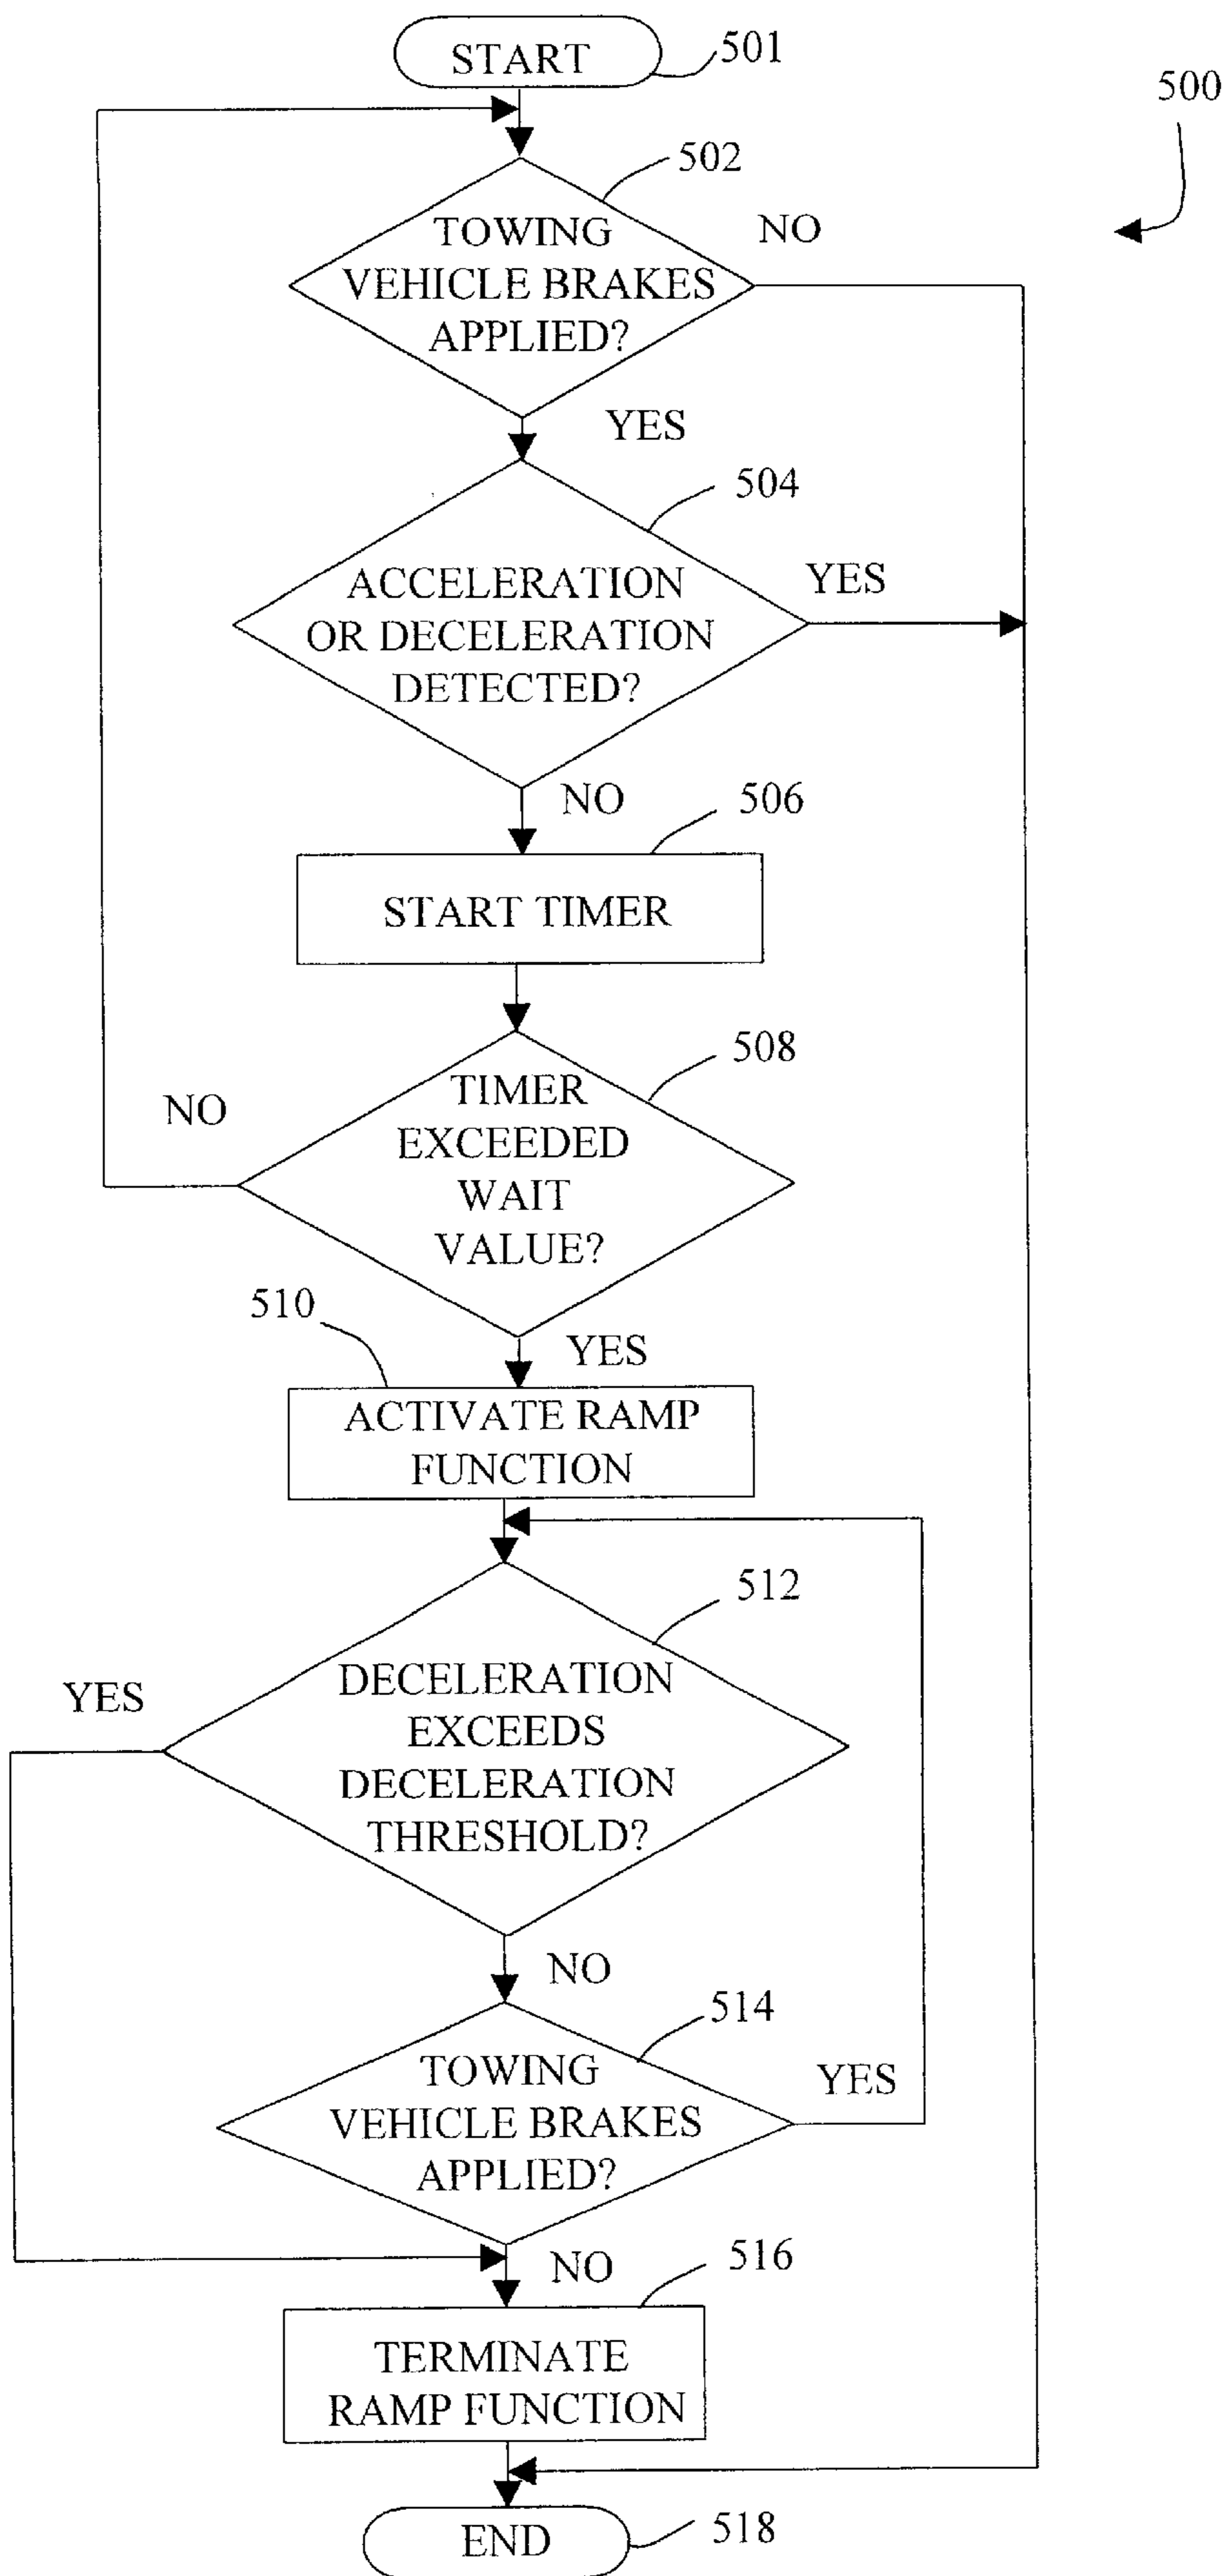 START
501
500
502
TOWING
VEHICLE BRAKES
APPLIED?
NO
YES
504
ACCELERATION
OR DECELERATION
DETECTED?
YES
NO
506
START TIMER
508
TIMER
EXCEEDED
WAIT
VALUE?
NO
510
YES
ACTIVATE RAMP
FUNCTION
512
YES
DECELERATION
EXCEEDS
DECELERATION
THRESHOLD?
NO
514
TOWING
VEHICLE BRAKES
APPLIED?
YES
NO
516
TERMINATE
RAMP FUNCTION
END
518